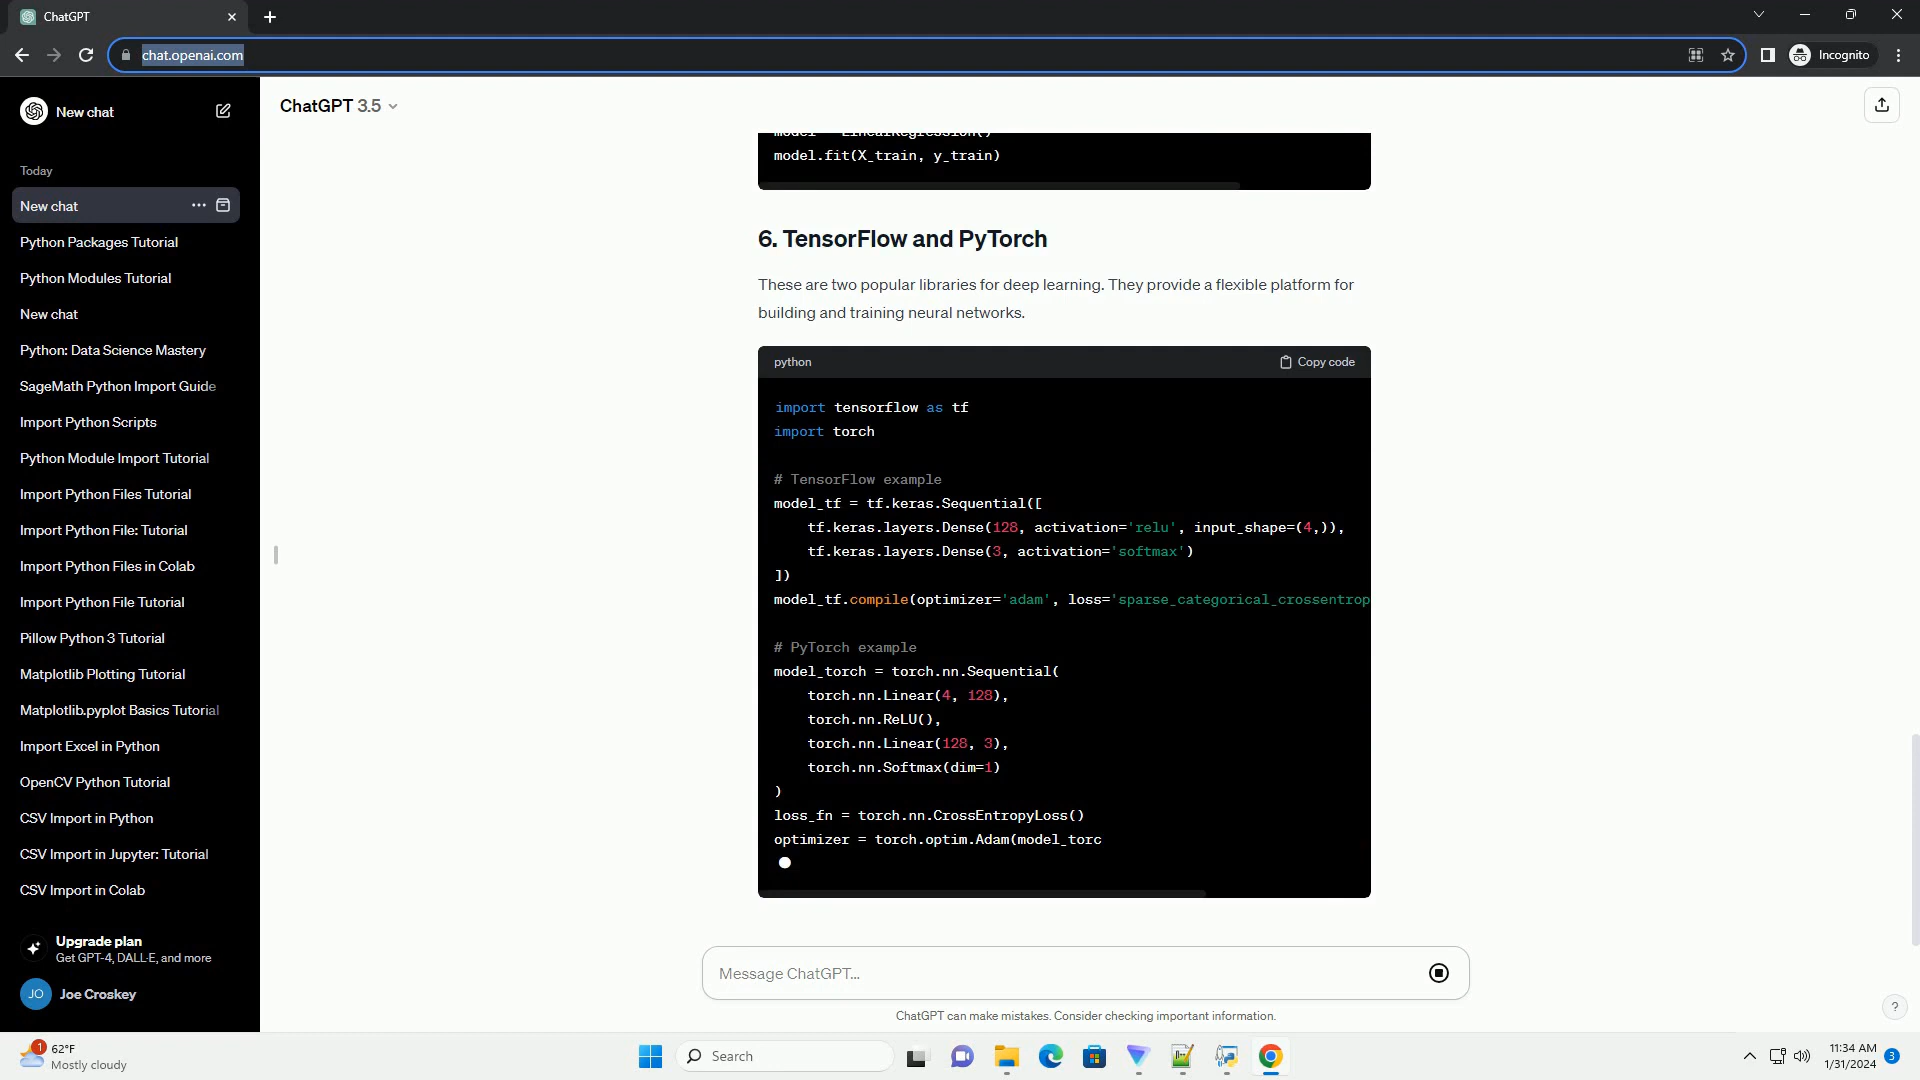 ChatGPT
chat.openai.com
Incognito
New chat
Today
New chat
Python Packages Tutorial
Python Modules Tutorial
New chat
Python: Data Science Mastery
SageMath Python Import Guide
Import Python Scripts
Python Module Import Tutorial
Import Python Files Tutorial
Import Python File: Tutorial
Import Python Files in Colab
Import Python File Tutorial
Pillow Python 3 Tutorial
Matplotlib Plotting Tutorial
Matplotlib.pyplot Basics Tutorial
Import Excel in Python
OpenCV Python Tutorial
CSV Import in Python
CSV Import in Jupyter: Tutorial
CSV Import in Colab
Upgrade plan
Get GPT-4, DALL·E, and more
JO Joe Croskey
ChatGPT 3.5
model = LinearRegression()
model.fit(X_train, y_train)
6. TensorFlow and PyTorch
These are two popular libraries for deep learning. They provide a flexible platform for
building and training neural networks.
python Copy code
import tensorflow as tf
import torch
# TensorFlow example
model_tf = tf.keras.Sequential([
    tf.keras.layers.Dense(128, activation='relu', input_shape=(4,)),
    tf.keras.layers.Dense(3, activation='softmax')
])
model_tf.compile(optimizer='adam', loss='sparse_categorical_crossentrop
# PyTorch example
model_torch = torch.nn.Sequential(
    torch.nn.Linear(4, 128),
    torch.nn.ReLU(),
    torch.nn.Linear(128, 3),
    torch.nn.Softmax(dim=1)
)
loss_fn = torch.nn.CrossEntropyLoss()
optimizer = torch.optim.Adam(model_torc
Message ChatGPT...
ChatGPT can make mistakes. Consider checking important information.
?
1
62°F
Mostly cloudy
Search
11:34 AM
1/31/2024
3